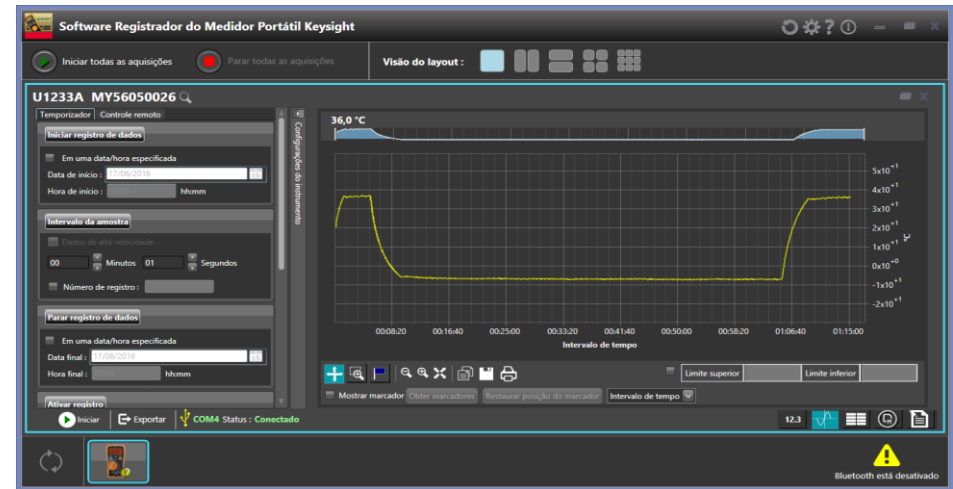 Software Registrador do Medidor Portátil Keysight
Iniciar todas as aquisições
Parar todas as aquisições
Visão do layout :
U1233A MY56050026
Temporizador
Controle remoto
Iniciar registro de dados
Em uma data/hora especificada
Data de início : 17/06/2016
Hora de início :
hh:mm
Intervalo da amostra
Dados de alta velocidade
00 Minutos 01 Segundos
Número de registro :
Parar registro de dados
Em uma data/hora especificada
Data final : 17/06/2016
Hora final :
hh:mm
Ativar registro
Configurações do instrumento
36,0 °C
5x10+1
4x10+1
3x10+1
2x10+1
1x10+1
0x10+0
-1x10+1
-2x10+1
°C
00:08:20 00:16:40 00:25:00 00:33:20 00:41:40 00:50:00 00:58:20 01:06:40 01:15:00
Intervalo de tempo
Limite superior
Limite inferior
Mostrar marcador
Obter marcadores
Restaurar posição do marcador
Intervalo de tempo
Iniciar
Exportar
COM4 Status : Conectado
12.3
Bluetooth está desativado